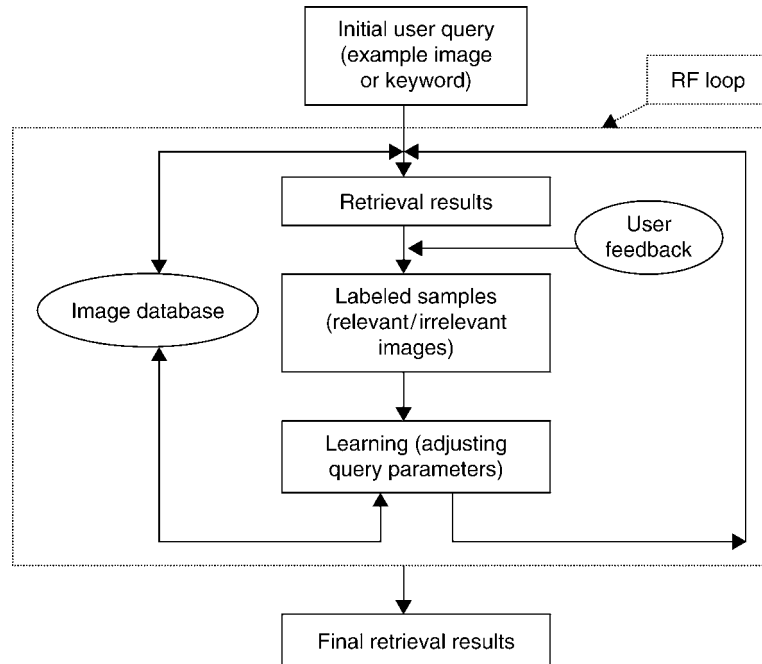 Initial user query
(example image
or keyword)
RF loop
Retrieval results
User
feedback
Image database
Labeled samples
(relevant/irrelevant
images)
Learning (adjusting
query parameters)
Final retrieval results